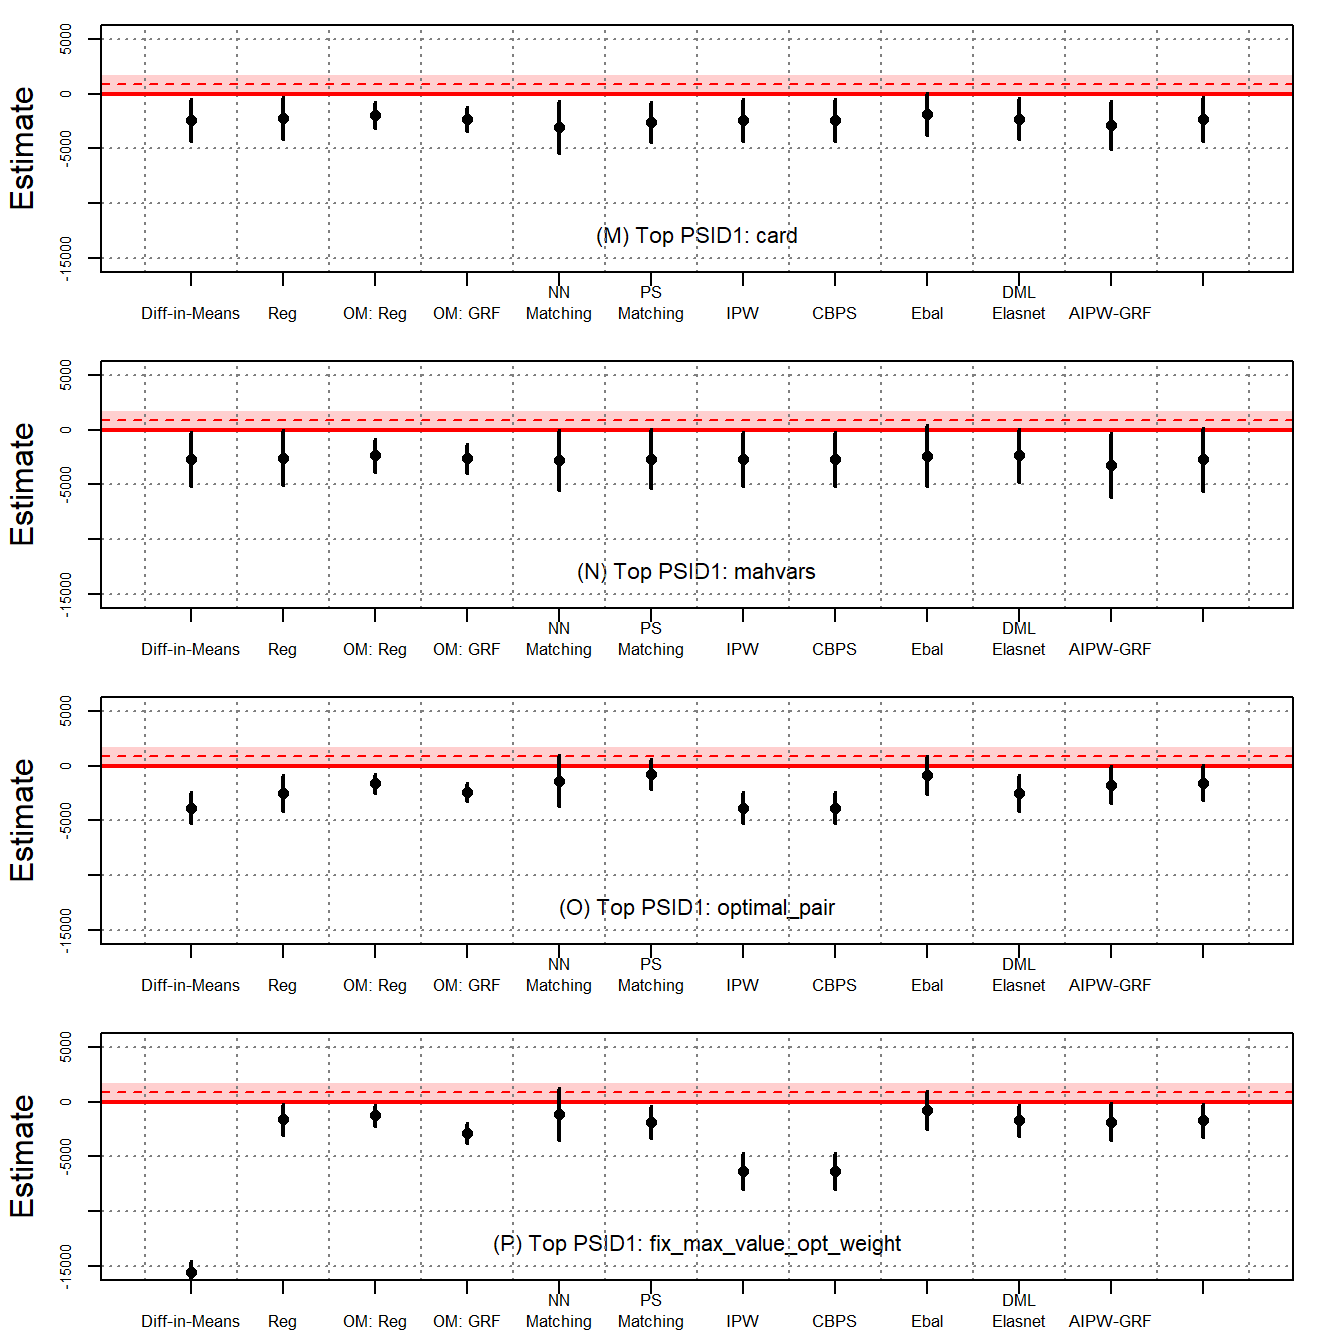 Estimate
5000
0
-5000
-15000
(M) Top PSID1: card
Diff-in-Means Reg OM: Reg OM: GRF NN Matching PS Matching IPW CBPS Ebal DML Elasnet AIPW-GRF
Estimate
5000
0
-5000
-15000
(N) Top PSID1: mahvars
Diff-in-Means Reg OM: Reg OM: GRF NN Matching PS Matching IPW CBPS Ebal DML Elasnet AIPW-GRF
Estimate
5000
0
-5000
-15000
(O) Top PSID1: optimal_pair
Diff-in-Means Reg OM: Reg OM: GRF NN Matching PS Matching IPW CBPS Ebal DML Elasnet AIPW-GRF
Estimate
5000
0
-5000
-15000
(P) Top PSID1: fix_max_value_opt_weight
Diff-in-Means Reg OM: Reg OM: GRF NN Matching PS Matching IPW CBPS Ebal DML Elasnet AIPW-GRF